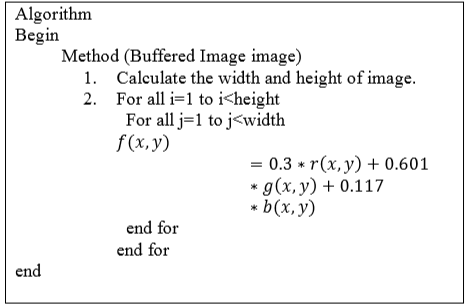 Algorithm
Begin
Method (Buffered Image image)
1. Calculate the width and height of image.
2. For all i=1 to i<height
For all j=1 to j<width
f(x,y)
= 0.3 * r(x,y) + 0.601
* g(x,y) + 0.117
* b(x,y)
end for
end for
end